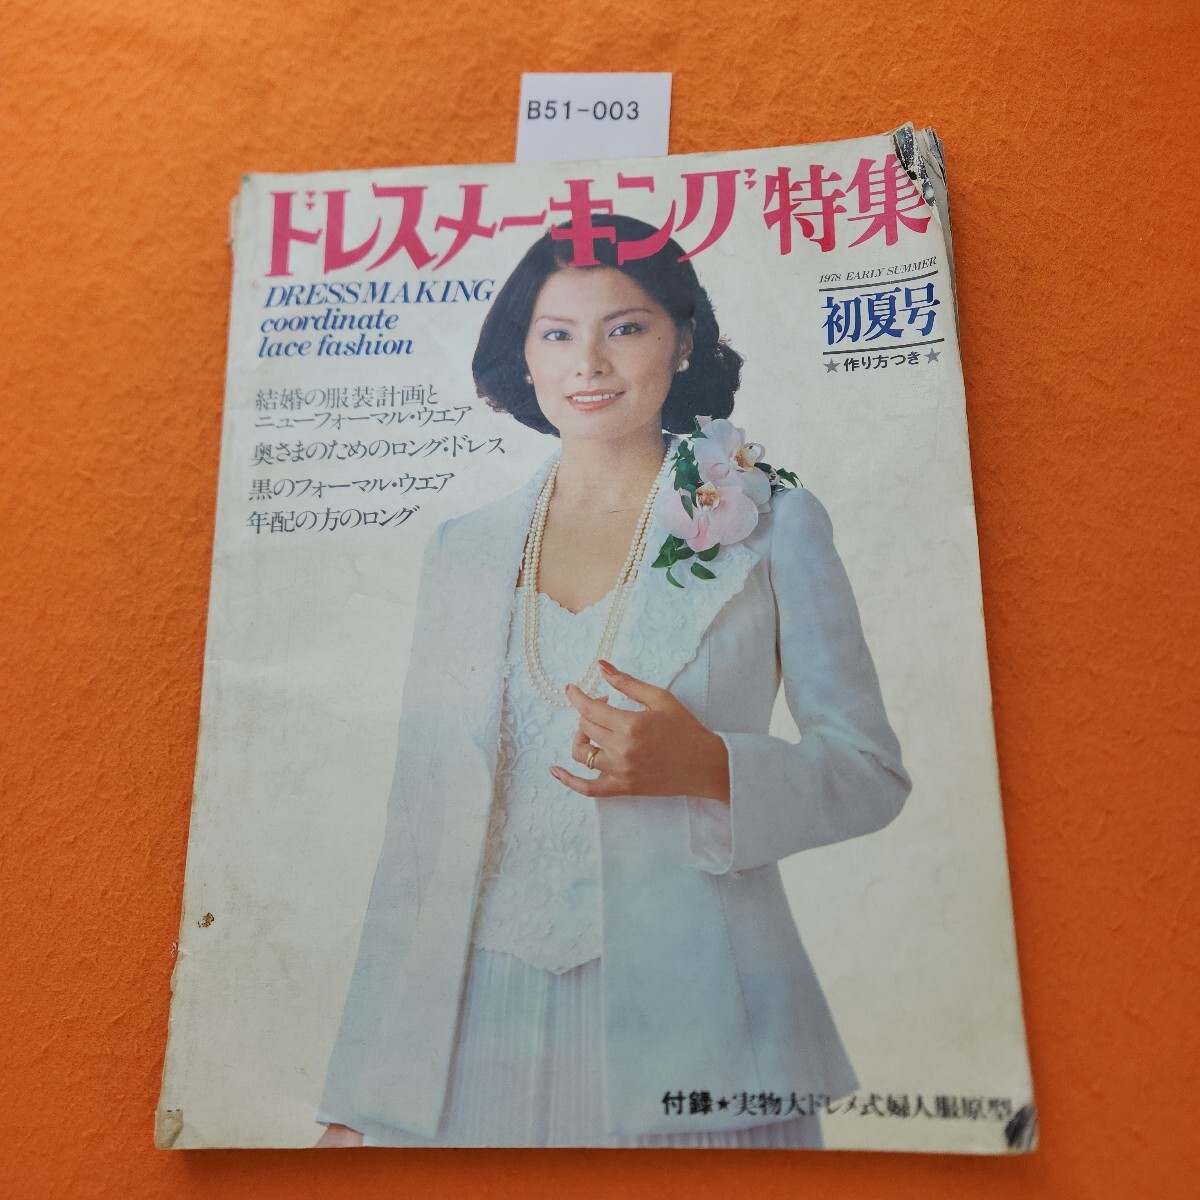 B51-003
ドレスメーキング特集
DRESSMAKING
coordinate
lace fashion
1978 EARLY SUMMER
初夏号
★作り方つき★
結婚の服装計画と
ニューフォーマル・ウエア
奥さまのためのロング・ドレス
黒のフォーマル・ウエア
年配の方のロング
付録★実物大ドレメ式婦人服原型